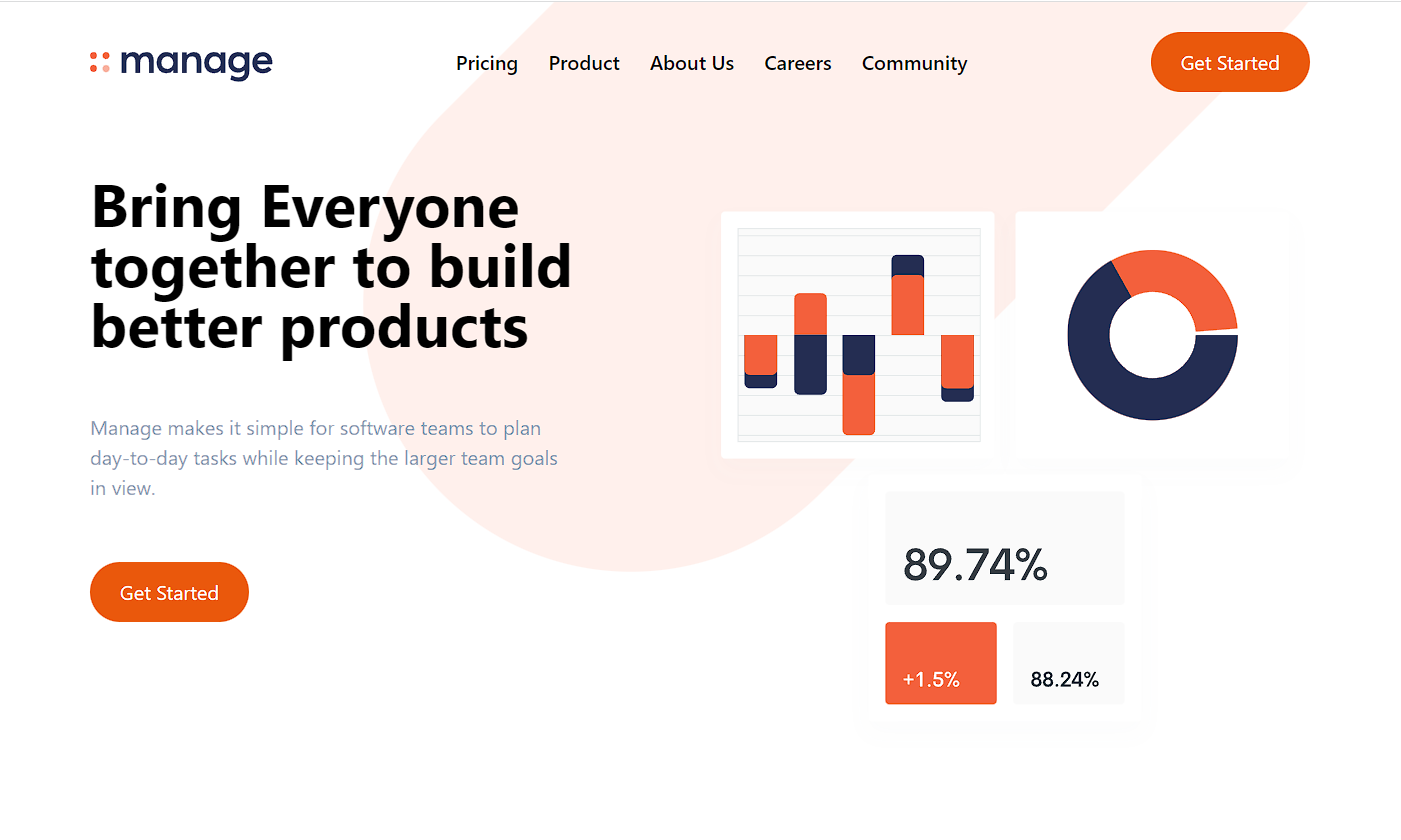 manage
Pricing
Product
About Us
Careers
Community
Get Started
Bring Everyone
together to build
better products
Manage makes it simple for software teams to plan
day-to-day tasks while keeping the larger team goals
in view.
Get Started
89.74%
+1.5%
88.24%